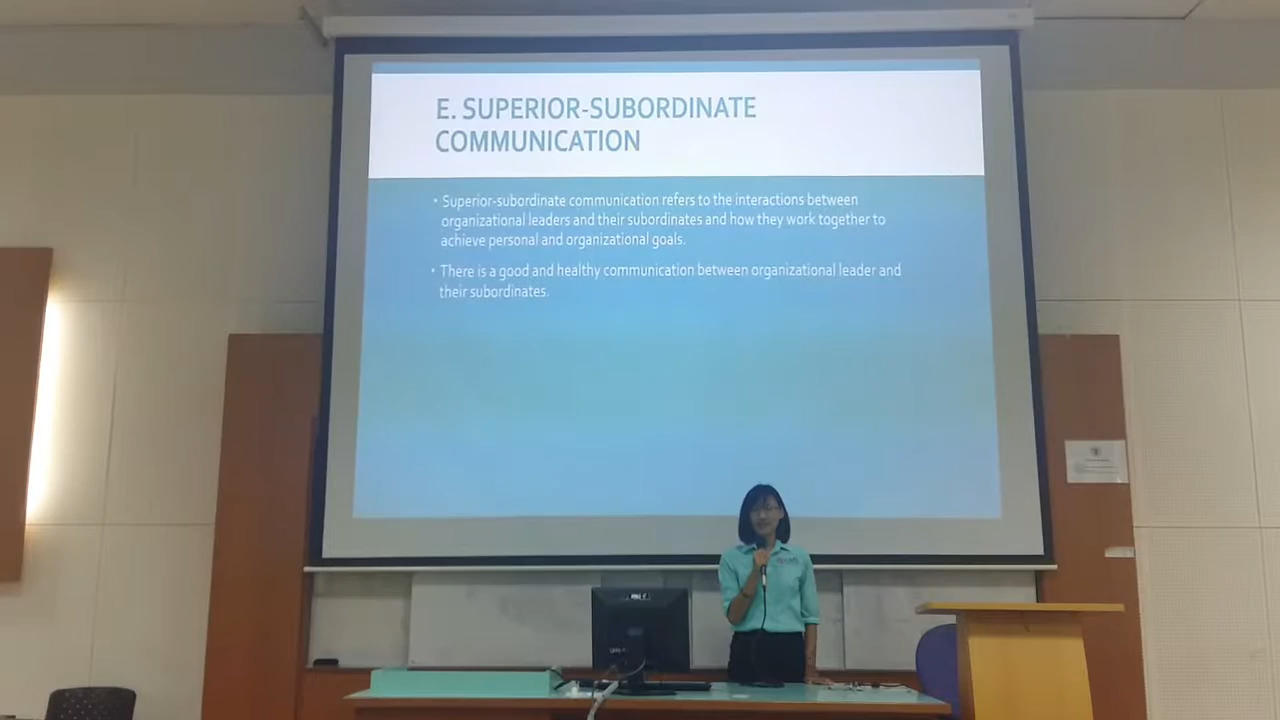 E. SUPERIOR-SUBORDINATE
COMMUNICATION
• Superior-subordinate communication refers to the interactions between
organizational leaders and their subordinates and how they work together to
achieve personal and organizational goals.
• There is a good and healthy communication between organizational leader and
their subordinates.